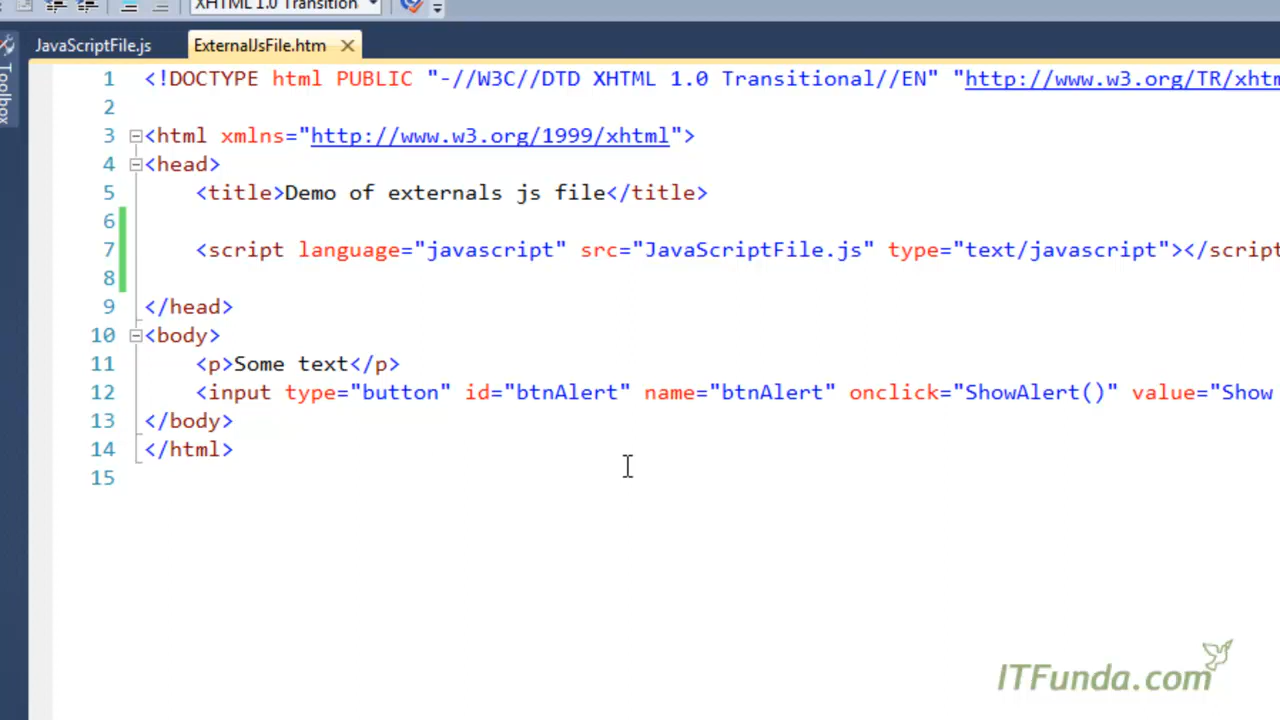 XHTML 1.0 Transition
JavaScriptFile.js ExternalJsFile.htm
Toolbox
1 <!DOCTYPE html PUBLIC "-//W3C//DTD XHTML 1.0 Transitional//EN" "http://www.w3.org/TR/xhtm
2
3 <html xmlns="http://www.w3.org/1999/xhtml">
4 <head>
5 <title>Demo of externals js file</title>
6
7 <script language="javascript" src="JavaScriptFile.js" type="text/javascript"></script
8
9 </head>
10 <body>
11 <p>Some text</p>
12 <input type="button" id="btnAlert" name="btnAlert" onclick="ShowAlert()" value="Show
13 </body>
14 </html>
15
ITFunda.com